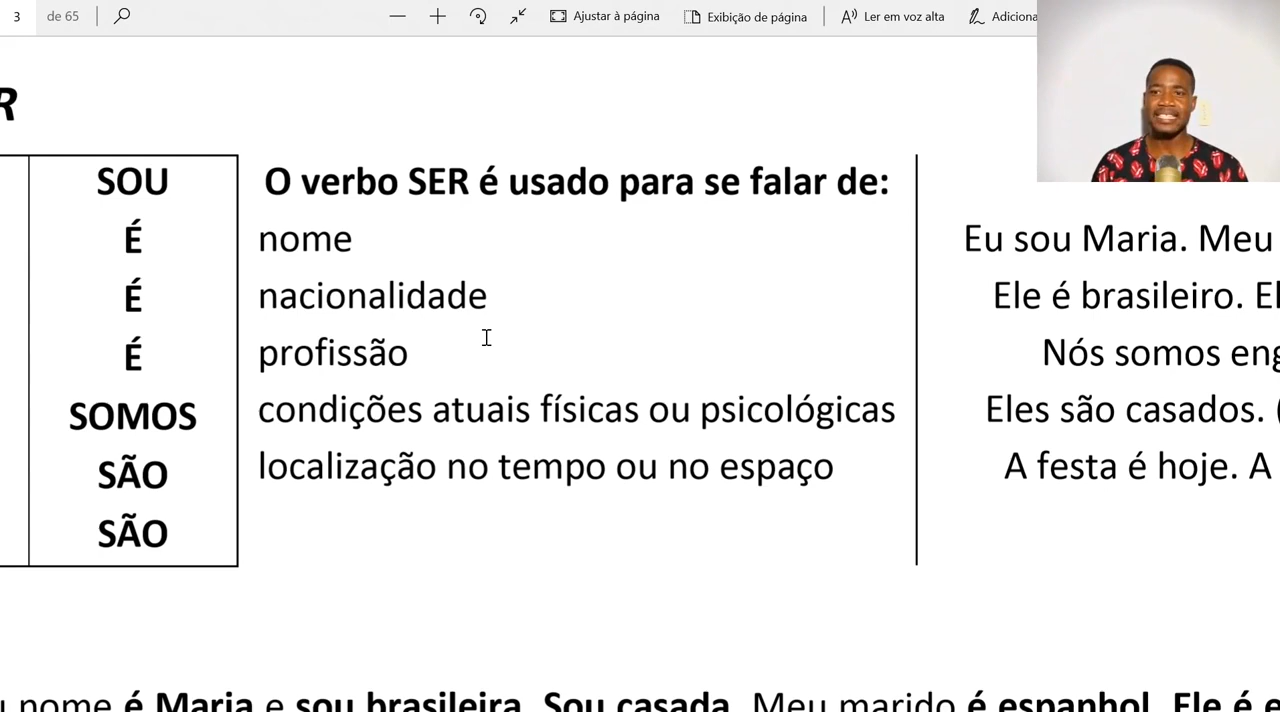 3 de 65 Ajustar à página Exibição de página Ler em voz alta Adiciona
R
SOU O verbo SER é usado para se falar de:
É nome Eu sou Maria. Meu
É nacionalidade Ele é brasileiro. El
É profissão Nós somos eng
SOMOS condições atuais físicas ou psicológicas Eles são casados. (
SÃO localização no tempo ou no espaço A festa é hoje. A
SÃO
u nome é Maria e sou brasileira. Sou casada. Meu marido é espanhol. Ele é e